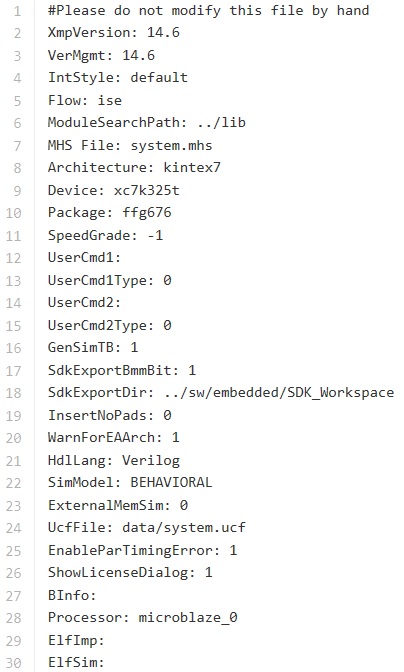 1 #Please do not modify this file by hand
2 XmpVersion: 14.6
3 VerMgmt: 14.6
4 IntStyle: default
5 Flow: ise
6 ModuleSearchPath: ../lib
7 MHS File: system.mhs
8 Architecture: kintex7
9 Device: xc7k325t
10 Package: ffg676
11 SpeedGrade: -1
12 UserCmd1:
13 UserCmd1Type: 0
14 UserCmd2:
15 UserCmd2Type: 0
16 GenSimTB: 1
17 SdkExportBmmBit: 1
18 SdkExportDir: ../sw/embedded/SDK_Workspace
19 InsertNoPads: 0
20 WarnForEAArch: 1
21 HdlLang: Verilog
22 SimModel: BEHAVIORAL
23 ExternalMemSim: 0
24 UcfFile: data/system.ucf
25 EnableParTimingError: 1
26 ShowLicenseDialog: 1
27 BInfo:
28 Processor: microblaze_0
29 ElfImp:
30 ElfSim: